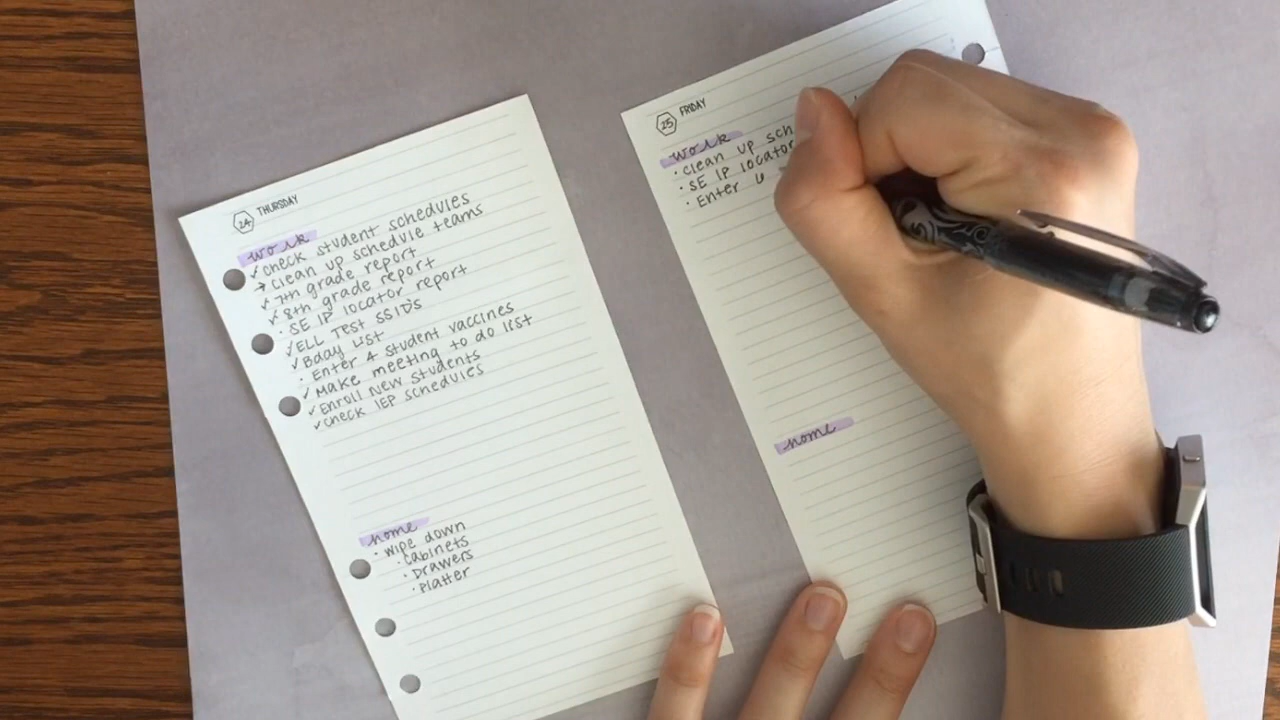 24 THURSDAY
work
✓ check student schedules
→ clean up schedule teams
✓ 7th grade report
✓ 8th grade report
· SE IP locator report
✓ ELL Test SSIDs
✓ Bday List
· Enter 4 student vaccines
✓ Make meeting to do list
✓ Enroll new students
✓ check IEP schedules
home
· wipe down
· cabinets
· Drawers
· Platter
25 FRIDAY
work
· clean up sch
· SE IP locator
· Enter
home